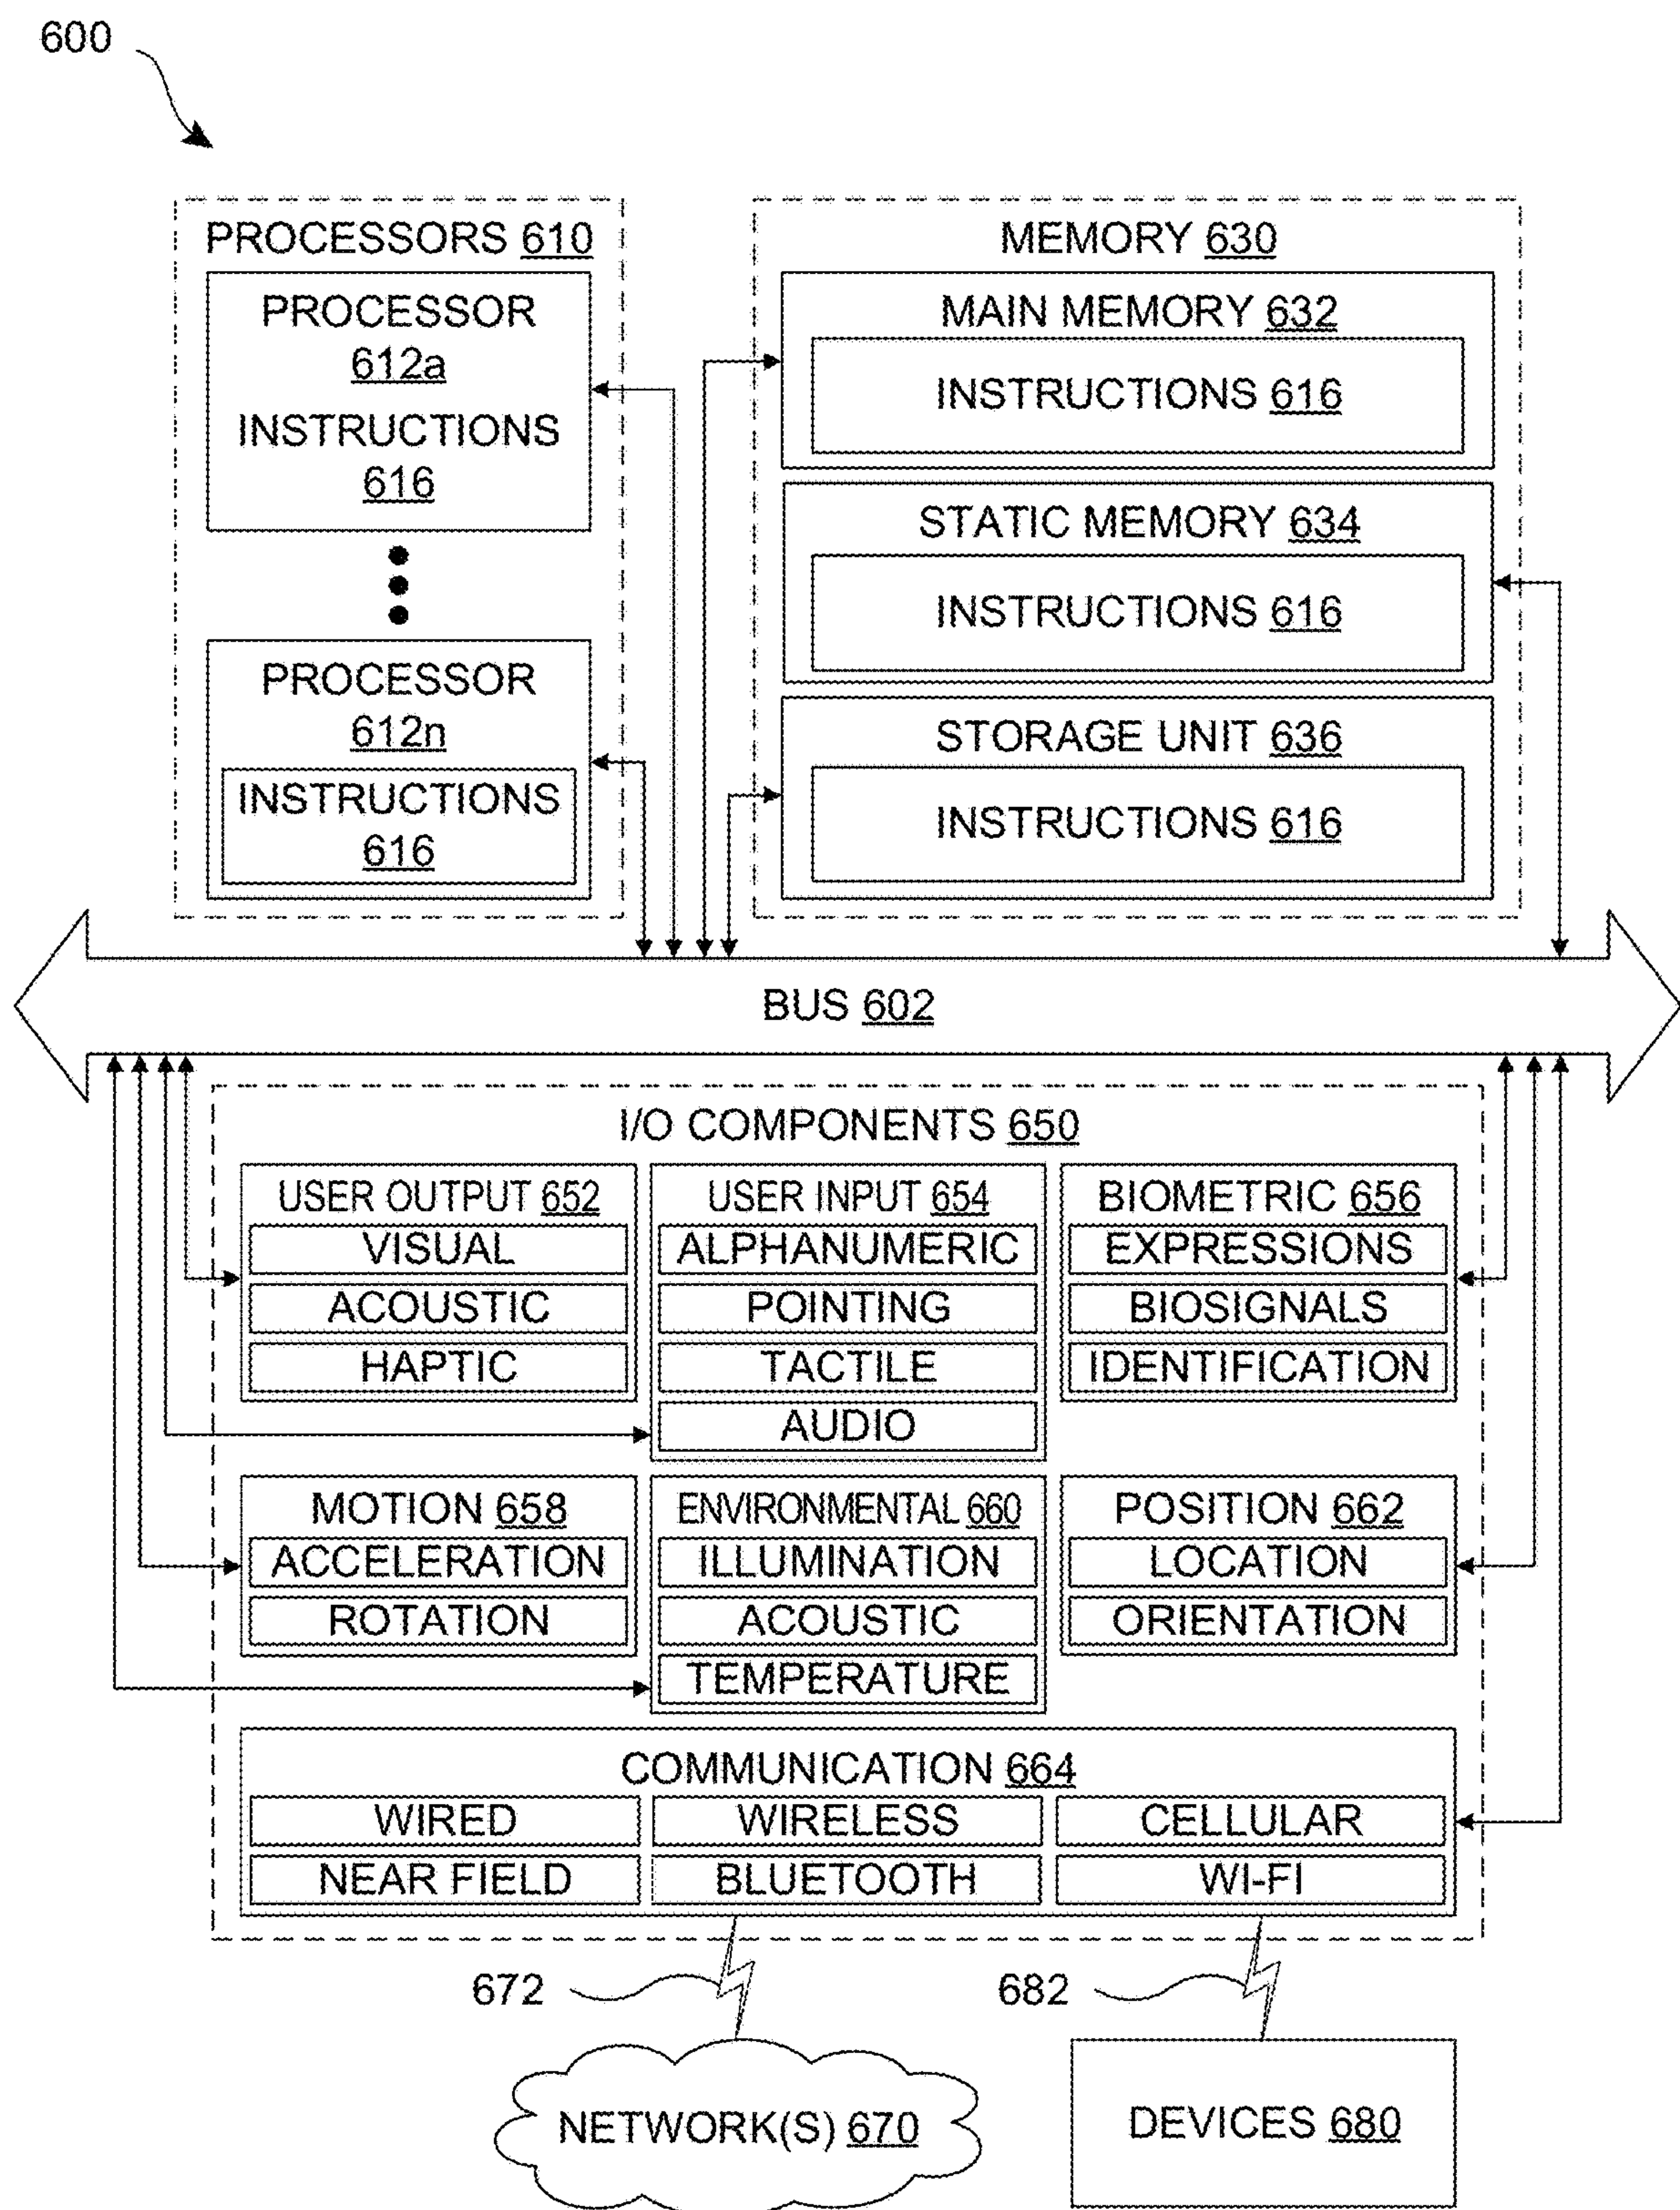 600
PROCESSORS 610
PROCESSOR
612a
INSTRUCTIONS
616
PROCESSOR
612n
INSTRUCTIONS
616
MEMORY 630
MAIN MEMORY 632
INSTRUCTIONS 616
STATIC MEMORY 634
INSTRUCTIONS 616
STORAGE UNIT 636
INSTRUCTIONS 616
BUS 602
I/O COMPONENTS 650
USER OUTPUT 652
VISUAL
ACOUSTIC
HAPTIC
USER INPUT 654
ALPHANUMERIC
POINTING
TACTILE
AUDIO
BIOMETRIC 656
EXPRESSIONS
BIOSIGNALS
IDENTIFICATION
MOTION 658
ACCELERATION
ROTATION
ENVIRONMENTAL 660
ILLUMINATION
ACOUSTIC
TEMPERATURE
POSITION 662
LOCATION
ORIENTATION
COMMUNICATION 664
WIRED
WIRELESS
CELLULAR
NEAR FIELD
BLUETOOTH
WI-FI
672
682
NETWORK(S) 670
DEVICES 680